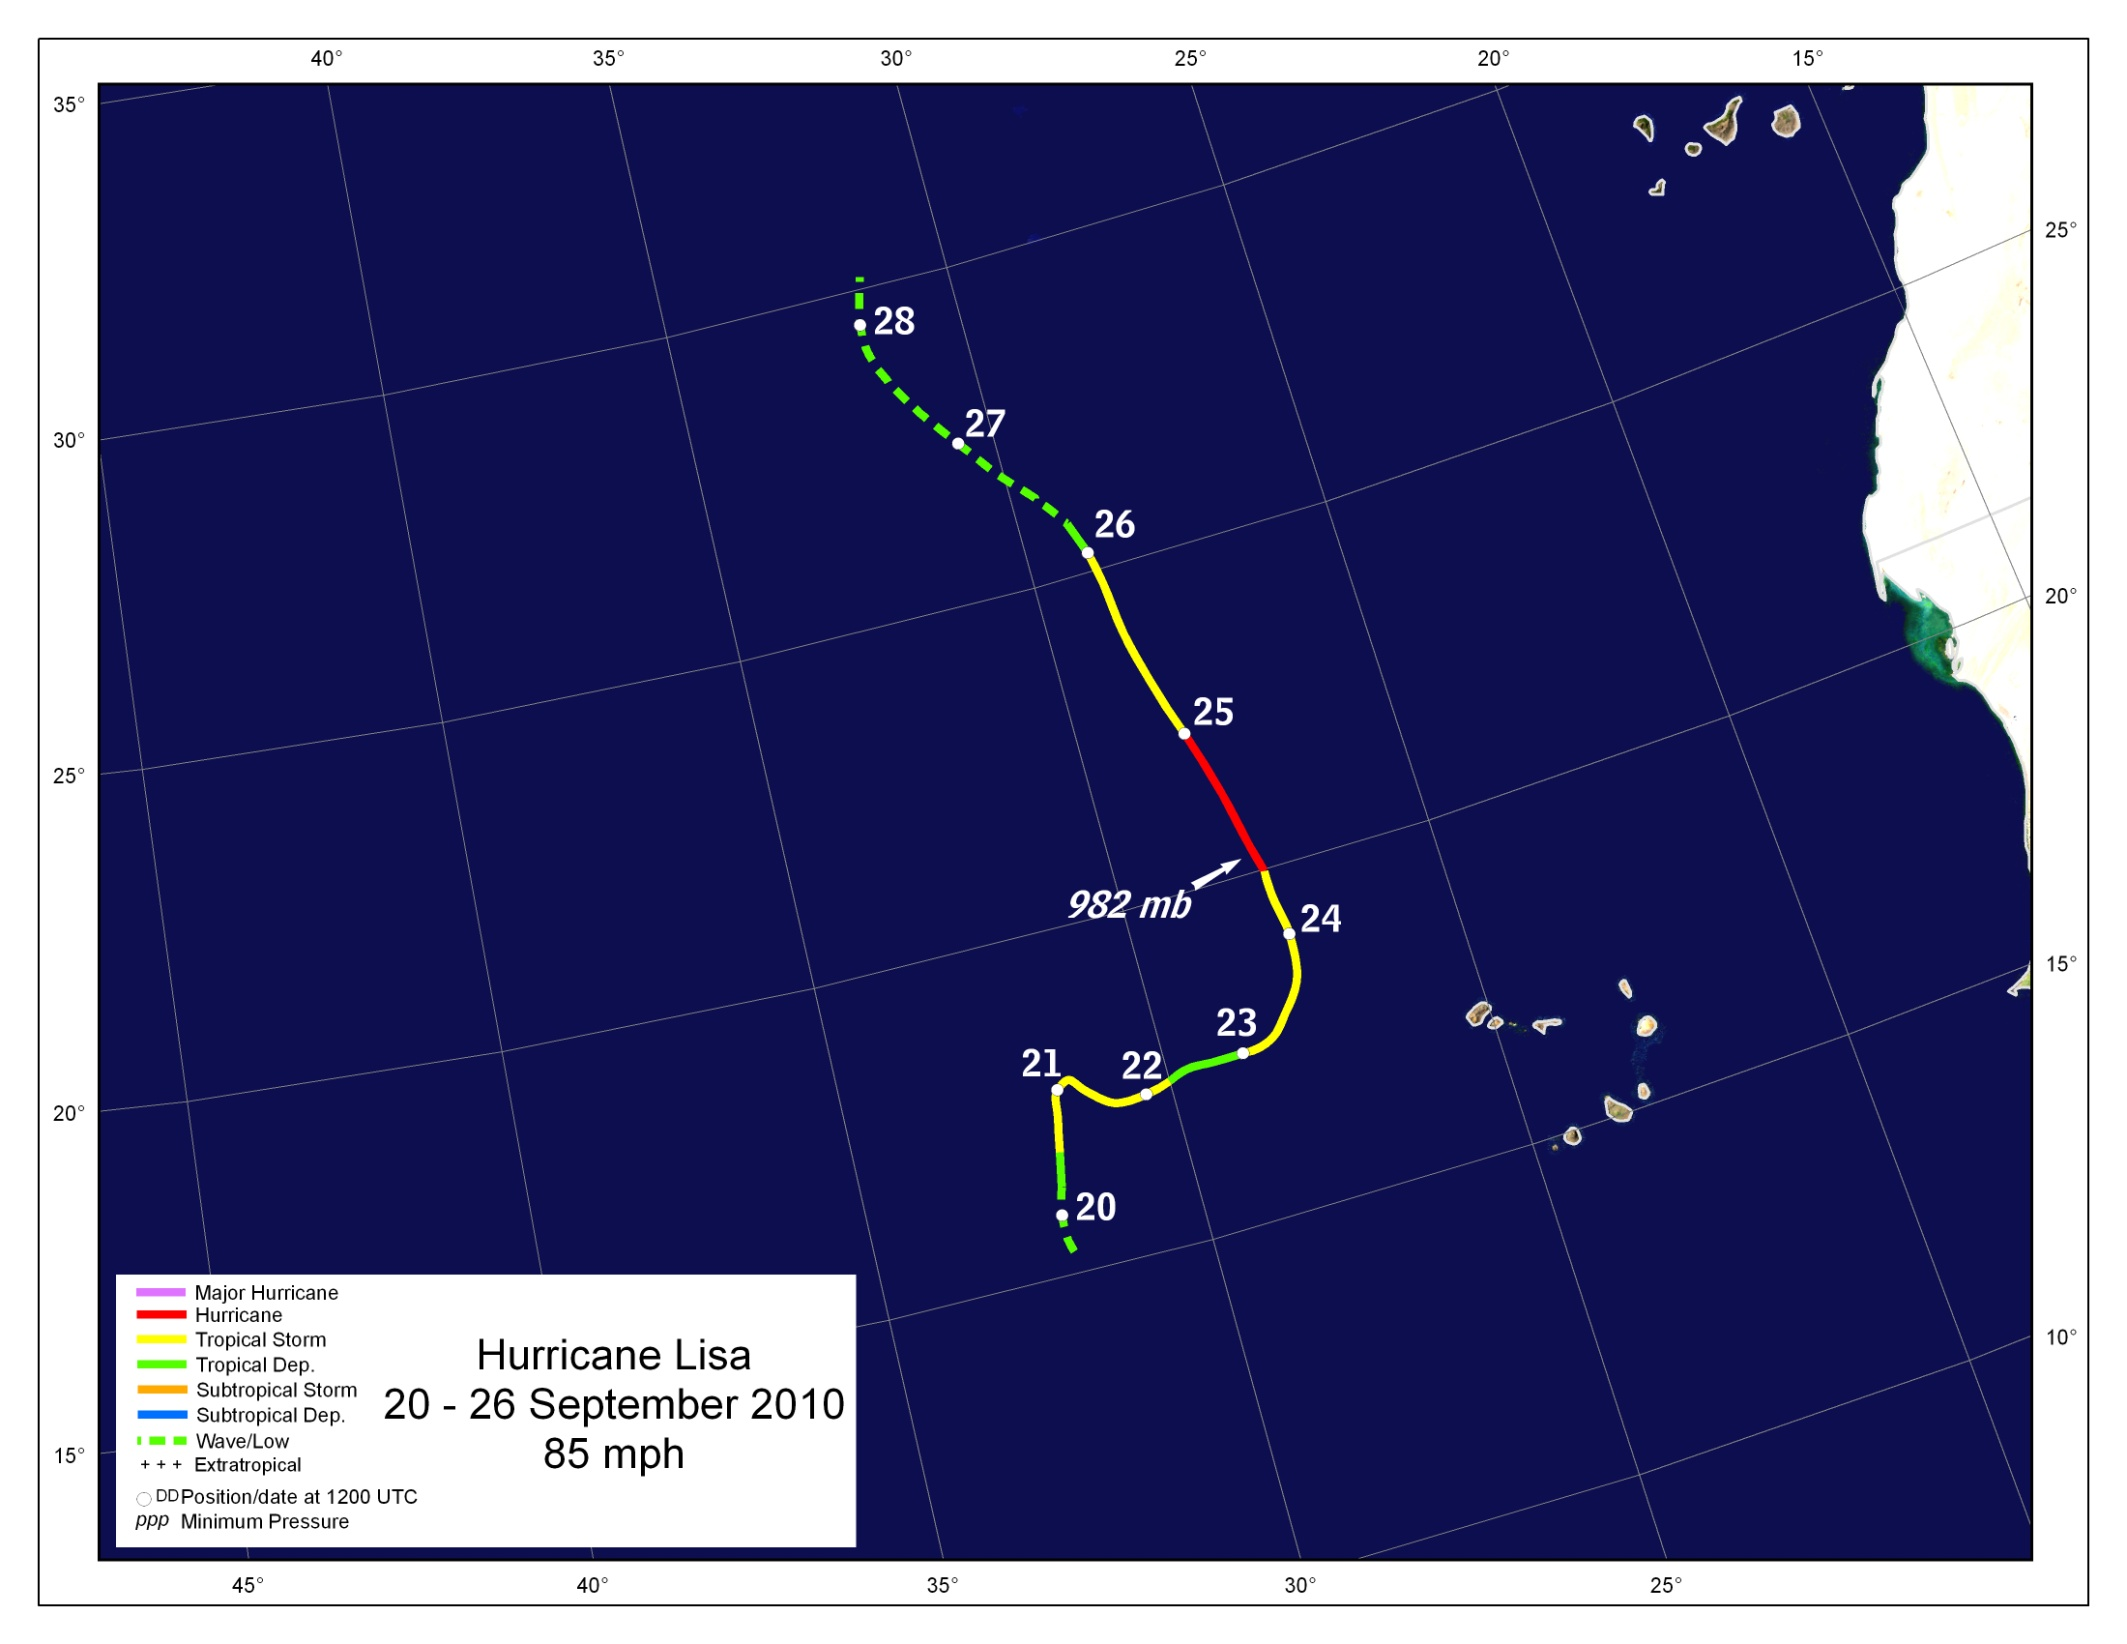 40° 35° 30° 25° 20° 15°
35°
25°
28
30°
27
26
20°
25
25°
982 mb
24
15°
23
21
22
20°
20
Major Hurricane
Hurricane
10°
Tropical Storm
Tropical Dep.
Subtropical Storm
Subtropical Dep.
Wave/Low
+ + + Extratropical
DD Position/date at 1200 UTC
ppp Minimum Pressure
Hurricane Lisa
20 - 26 September 2010
85 mph
15°
45° 40° 35° 30° 25°